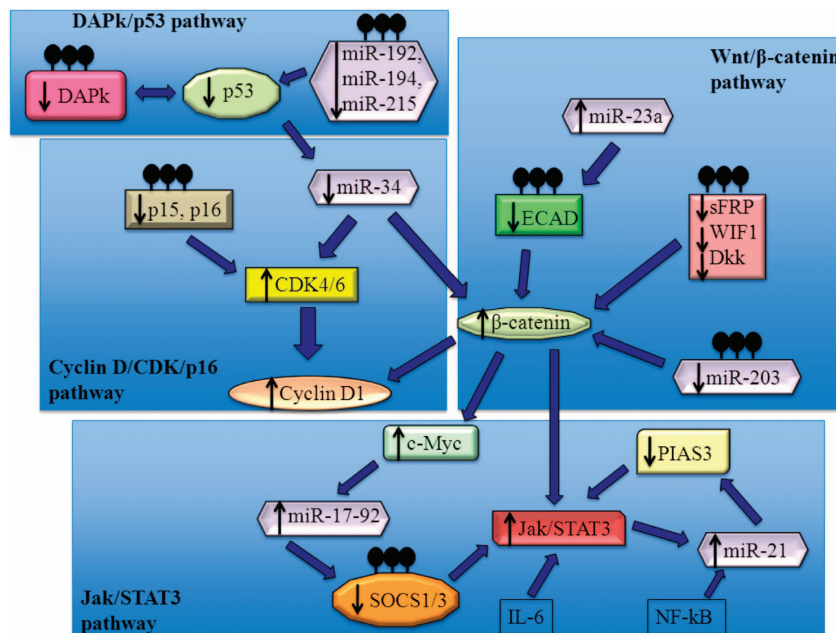 DAPk/p53 pathway
DAPk
p53
miR-192,
miR-194,
miR-215
Wnt/β-catenin
pathway
miR-23a
p15, p16
miR-34
ECAD
sFRP
WIF1
Dkk
CDK4/6
β-catenin
Cyclin D/CDK/p16
pathway
Cyclin D1
miR-203
c-Myc
PIAS3
miR-17-92
Jak/STAT3
miR-21
SOCS1/3
IL-6
NF-kB
Jak/STAT3
pathway